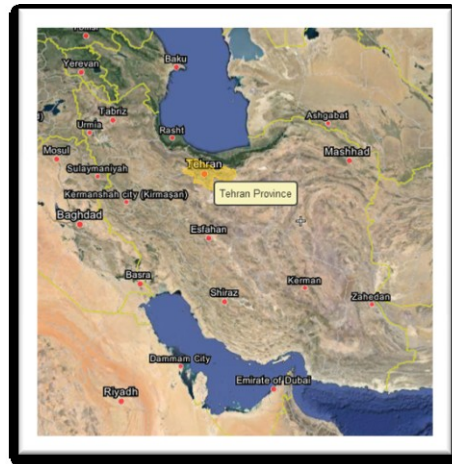 Baku
Yerevan
Tabriz
Urmia
Rasht
Ashgabat
Mosul
Tehran
Mashhad
Sulaymaniyah
Tehran Province
Kermanshah city (Kirmaşan)
Baghdad
Esfahan
Basra
Kerman
Shiraz
Zahedan
Dammam City
Emirate of Dubai
Riyadh